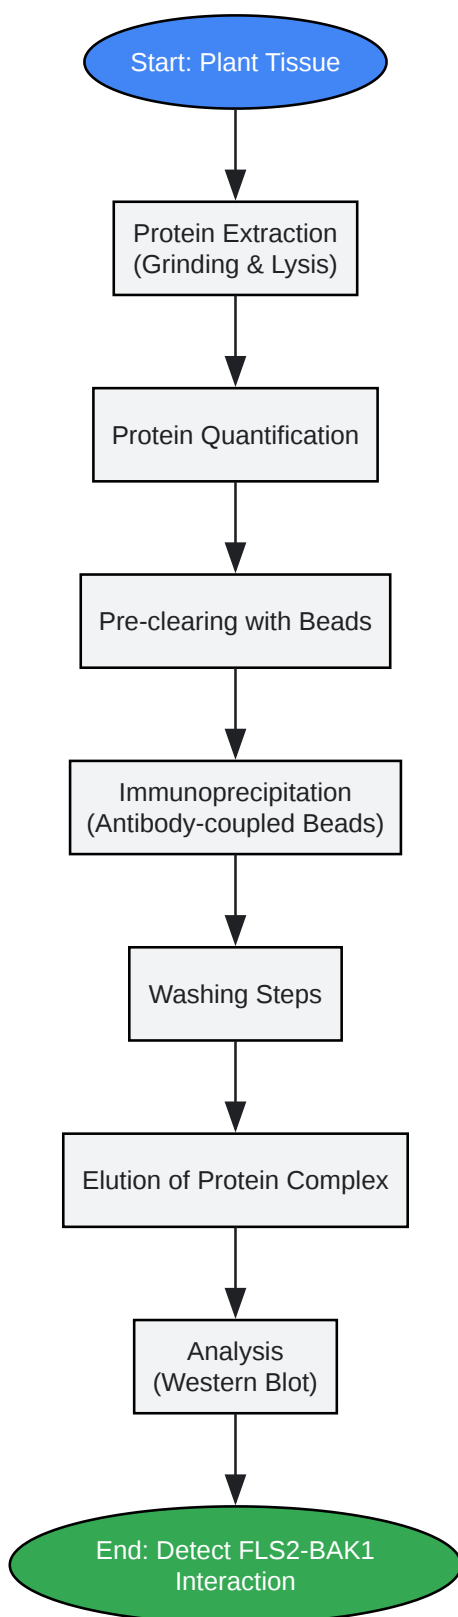 Start: Plant Tissue
Protein Extraction
(Grinding & Lysis)
Protein Quantification
Pre-clearing with Beads
Immunoprecipitation
(Antibody-coupled Beads)
Washing Steps
Elution of Protein Complex
Analysis
(Western Blot)
End: Detect FLS2-BAK1
Interaction